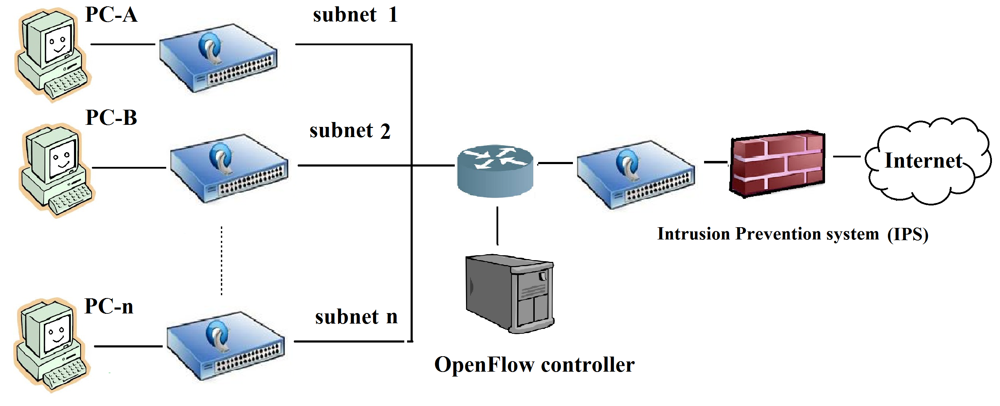 PC-A
subnet 1
PC-B
subnet 2
Internet
Intrusion Prevention system (IPS)
PC-n
subnet n
OpenFlow controller